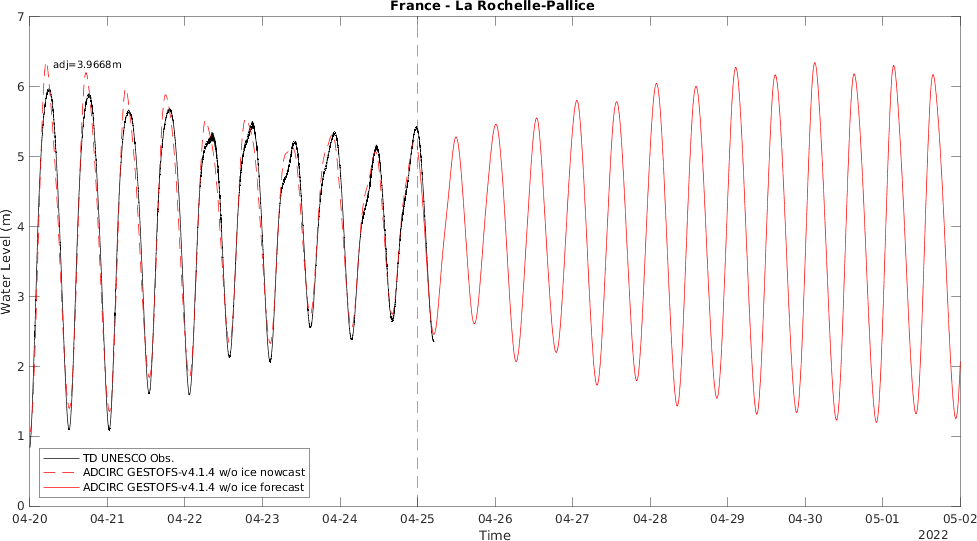 France - La Rochelle-Pallice
adj=3.9668m
Water Level (m)
7
6
5
4
3
2
1
0
TD UNESCO Obs.
ADCIRC GESTOFS-v4.1.4 w/o ice nowcast
ADCIRC GESTOFS-v4.1.4 w/o ice forecast
04-20 04-21 04-22 04-23 04-24 04-25 04-26 04-27 04-28 04-29 04-30 05-01 05-02
Time
2022